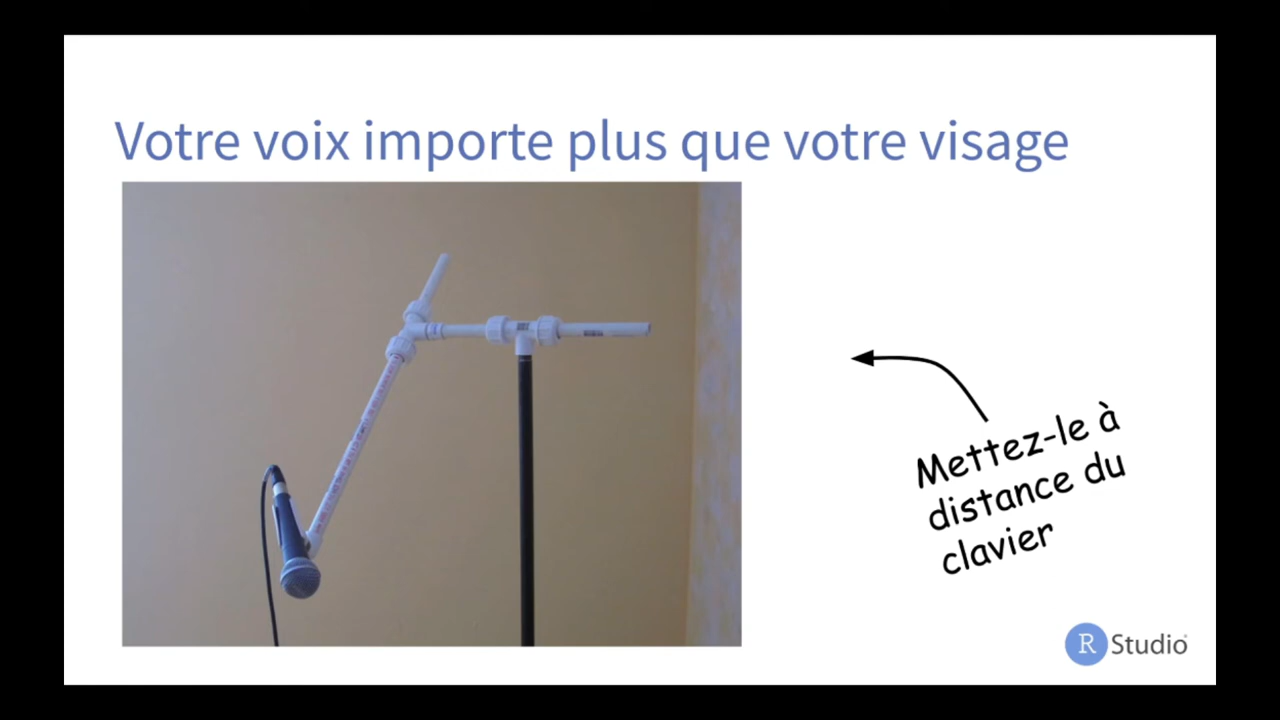 Votre voix importe plus que votre visage
Mettez-le à
distance du
clavier
R Studio